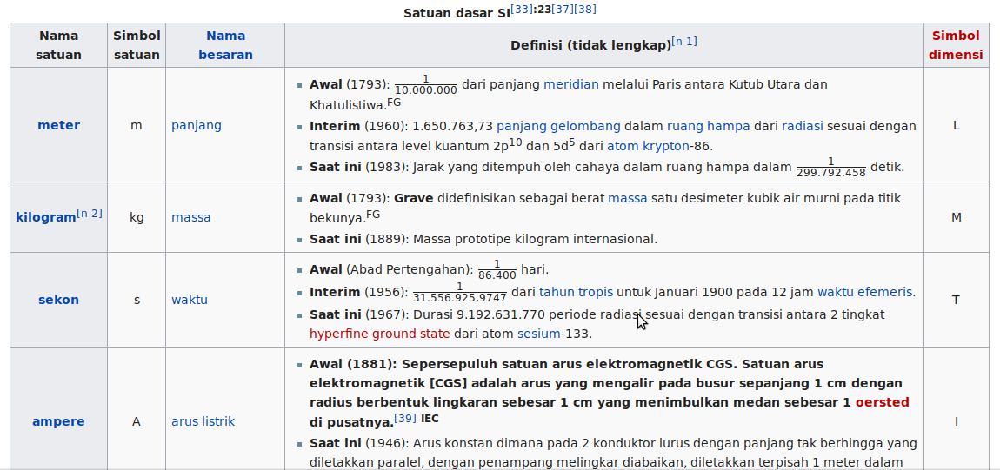 Satuan dasar SI[33]:23[37][38]
Nama satuan
Simbol satuan
Nama besaran
Definisi (tidak lengkap)[n 1]
Simbol dimensi
meter
m
panjang
Awal (1793): 1/10.000.000 dari panjang meridian melalui Paris antara Kutub Utara dan
Khatulistiwa.FG
Interim (1960): 1.650.763,73 panjang gelombang dalam ruang hampa dari radiasi sesuai dengan
transisi antara level kuantum 2p10 dan 5d5 dari atom krypton-86.
Saat ini (1983): Jarak yang ditempuh oleh cahaya dalam ruang hampa dalam 1/299.792.458 detik.
L
kilogram[n 2]
kg
massa
Awal (1793): Grave didefinisikan sebagai berat massa satu desimeter kubik air murni pada titik
bekunya.FG
Saat ini (1889): Massa prototipe kilogram internasional.
M
sekon
s
waktu
Awal (Abad Pertengahan): 1/86.400 hari.
Interim (1956): 1/31.556.925,9747 dari tahun tropis untuk Januari 1900 pada 12 jam waktu efemeris.
Saat ini (1967): Durasi 9.192.631.770 periode radiasi sesuai dengan transisi antara 2 tingkat
hyperfine ground state dari atom sesium-133.
T
ampere
A
arus listrik
Awal (1881): Sepersepuluh satuan arus elektromagnetik CGS. Satuan arus
elektromagnetik [CGS] adalah arus yang mengalir pada busur sepanjang 1 cm dengan
radius berbentuk lingkaran sebesar 1 cm yang menimbulkan medan sebesar 1 oersted
di pusatnya.[39] IEC
Saat ini (1946): Arus konstan dimana pada 2 konduktor lurus dengan panjang tak berhingga yang
diletakkan paralel, dengan penampang melingkar diabaikan, diletakkan terpisah 1 meter dalam
I